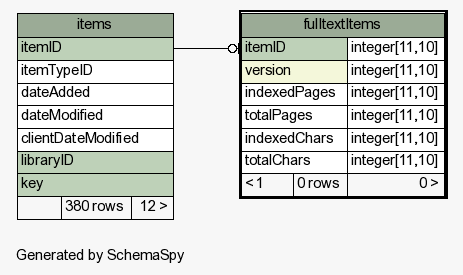 items
itemID
itemTypeID
dateAdded
dateModified
clientDateModified
libraryID
key
380 rows 12 >
fulltextItems
itemID integer[11,10]
version integer[11,10]
indexedPages integer[11,10]
totalPages integer[11,10]
indexedChars integer[11,10]
totalChars integer[11,10]
< 1 0 rows 0 >
Generated by SchemaSpy